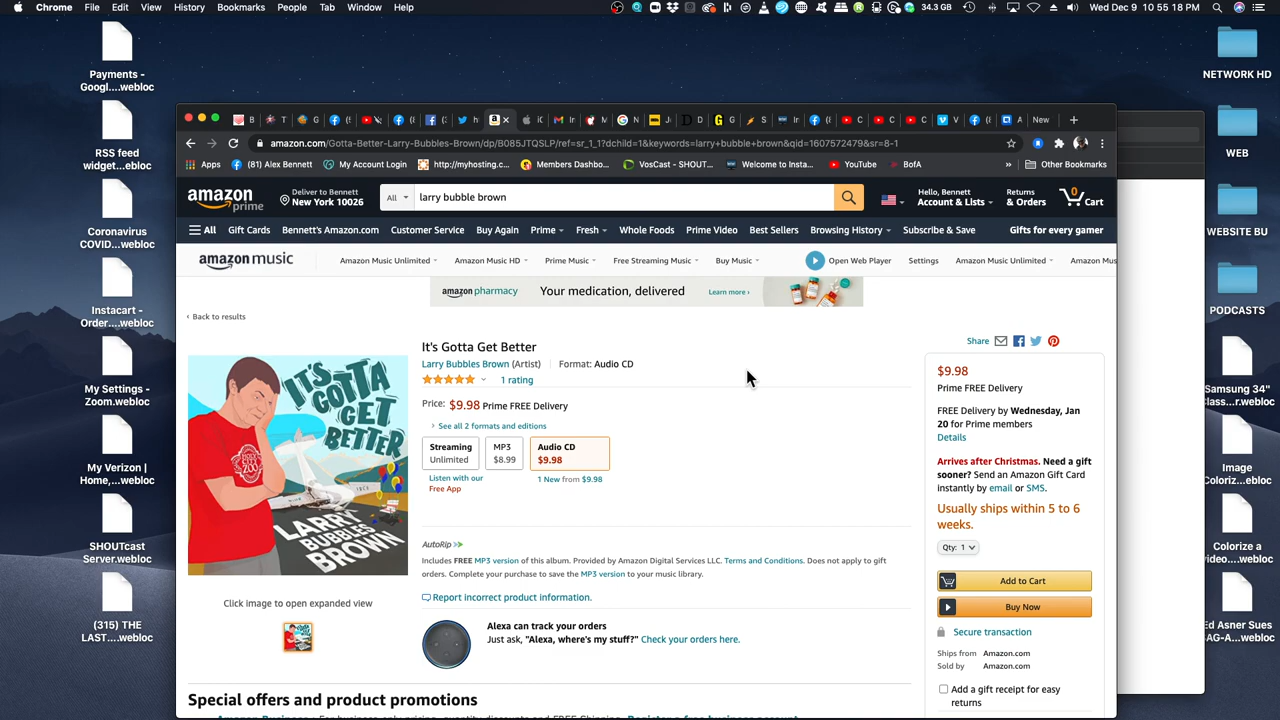 Chrome File Edit View History Bookmarks People Tab Window Help
34.3 GB
Wed Dec 9 10:55:18 PM
Payments -
Googl....webloc
RSS feed
widget...webloc
Coronavirus
COVID...webloc
Instacart -
Order....webloc
My Settings -
Zoom.webloc
My Verizon |
Home,...webloc
SHOUTcast
Server.webloc
(315) THE
LAST....webloc
NETWORK HD
WEB
WEBSITE BU
PODCASTS
Samsung 34"
Class...r.webloc
Image
Coloriz...e.webloc
Colorize a
Ed Asner Sues
New
amazon.com/Gotta-Better-Larry-Bubbles-Brown/dp/B085JTQSLP/ref=sr_1_1?dchild=1&keywords=larry+bubble+brown&qid=1607572479&sr=8-1
Apps (81) Alex Bennett My Account Login http://myhosting.c... Members Dashbo... VosCast - SHOUT... Welcome to Insta... YouTube BofA » Other Bookmarks
amazon prime
Deliver to Bennett
New York 10026
All larry bubble brown
Hello, Bennett
Account & Lists
Returns
& Orders
0 Cart
All Gift Cards Bennett's Amazon.com Customer Service Buy Again Prime Fresh Whole Foods Prime Video Best Sellers Browsing History Subscribe & Save Gifts for every gamer
amazon music Amazon Music Unlimited Amazon Music HD Prime Music Free Streaming Music Buy Music Open Web Player Settings Amazon Music Unlimited Amazon Mus
amazon pharmacy Your medication, delivered Learn more ›
‹ Back to results
IT'S
GOTTA
GET
BETTER
LARRY
BUBBLES
BROWN
Click image to open expanded view
It's Gotta Get Better
Larry Bubbles Brown (Artist) Format: Audio CD
1 rating
Price: $9.98 Prime FREE Delivery
› See all 2 formats and editions
Streaming
Unlimited
MP3
$8.99
Audio CD
$9.98
Listen with our
Free App
1 New from $9.98
AutoRip
Includes FREE MP3 version of this album. Provided by Amazon Digital Services LLC. Terms and Conditions. Does not apply to gift
orders. Complete your purchase to save the MP3 version to your music library.
Report incorrect product information.
Alexa can track your orders
Just ask, "Alexa, where's my stuff?" Check your orders here.
Special offers and product promotions
Share
$9.98
Prime FREE Delivery
FREE Delivery by Wednesday, Jan
20 for Prime members
Details
Arrives after Christmas. Need a gift
sooner? Send an Amazon Gift Card
instantly by email or SMS.
Usually ships within 5 to 6
weeks.
Qty: 1
Add to Cart
Buy Now
Secure transaction
Ships from Amazon.com
Sold by Amazon.com
Add a gift receipt for easy
returns